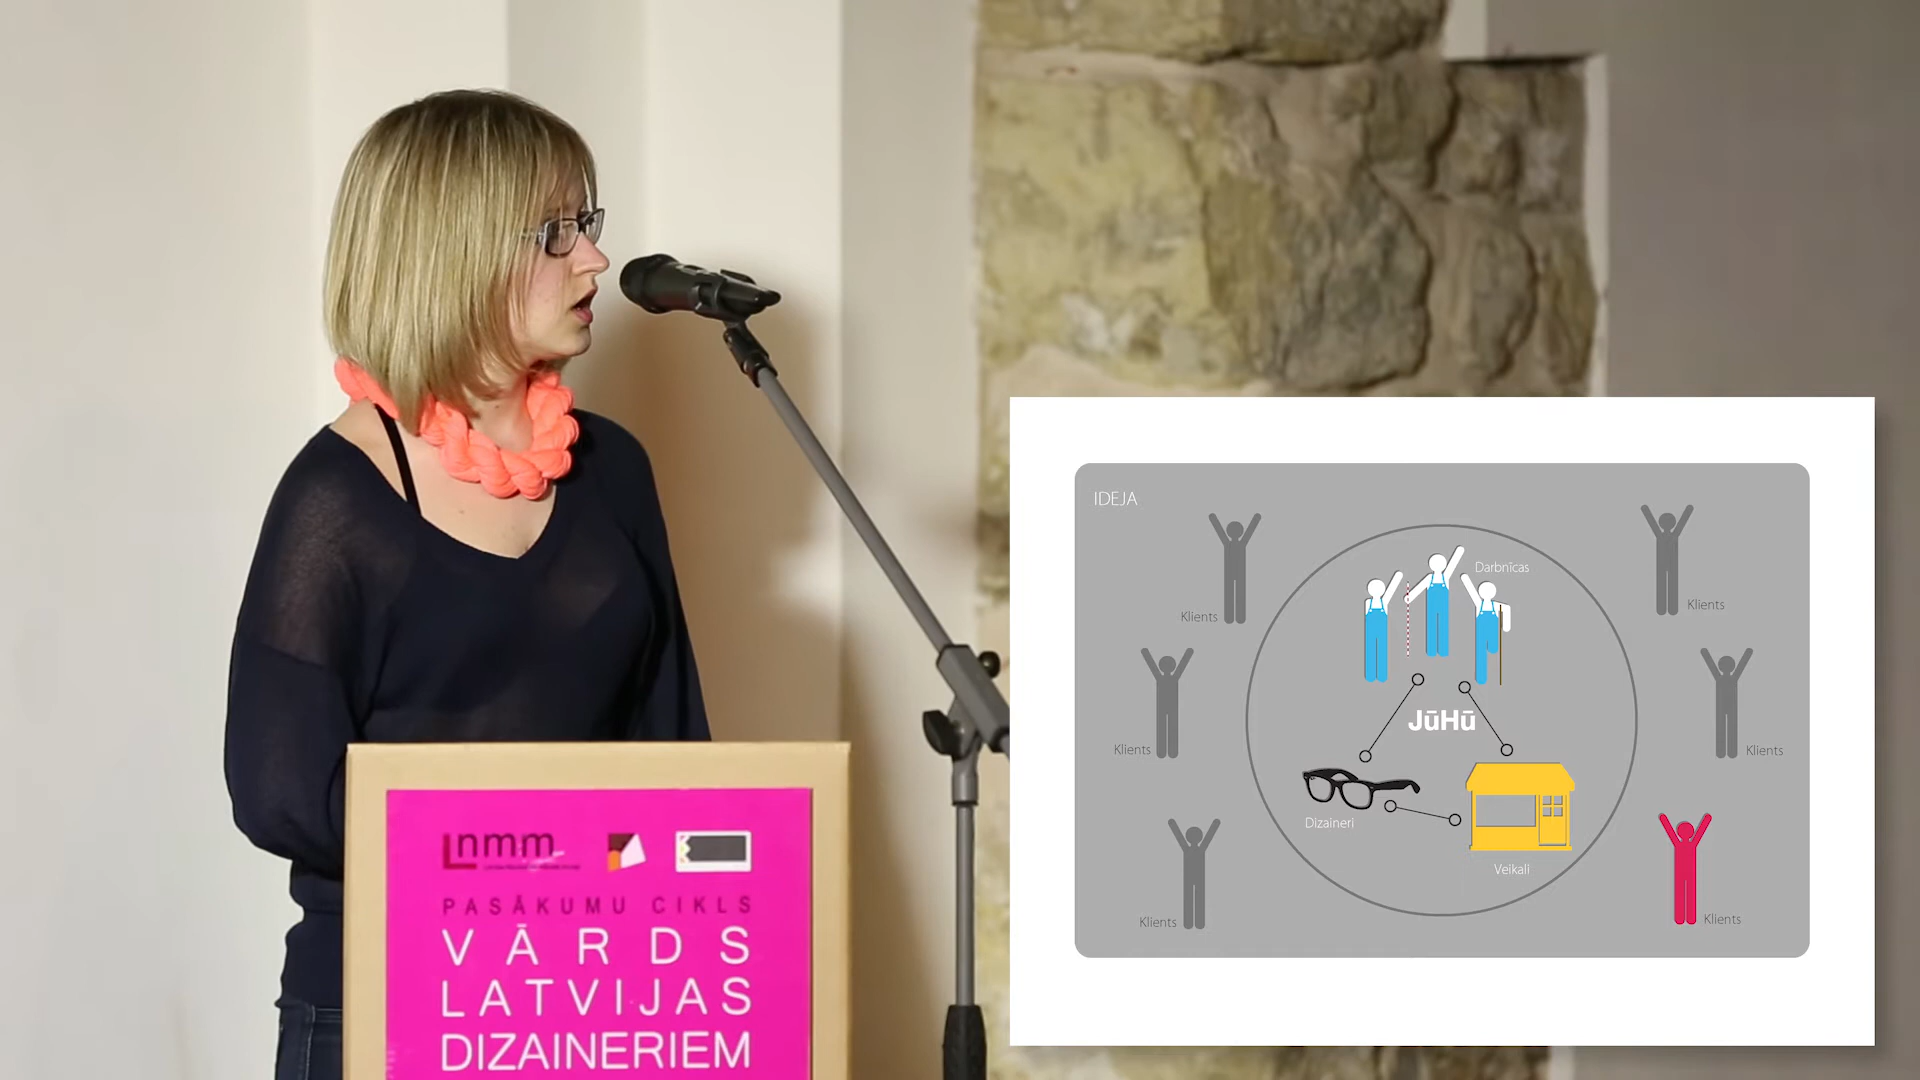 nmm
PASĀKUMU CIKLS
VĀRDS
LATVIJAS
DIZAINERIEM
IDEJA
Darbnīcas
Klients
Klients
JūHū
Klients
Klients
Dizaineri
Veikali
Klients
Klients